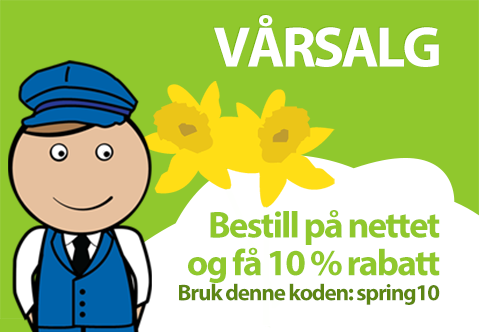 VÅRSALG
Bestill på nettet
og få 10 % rabatt
Bruk denne koden: spring10